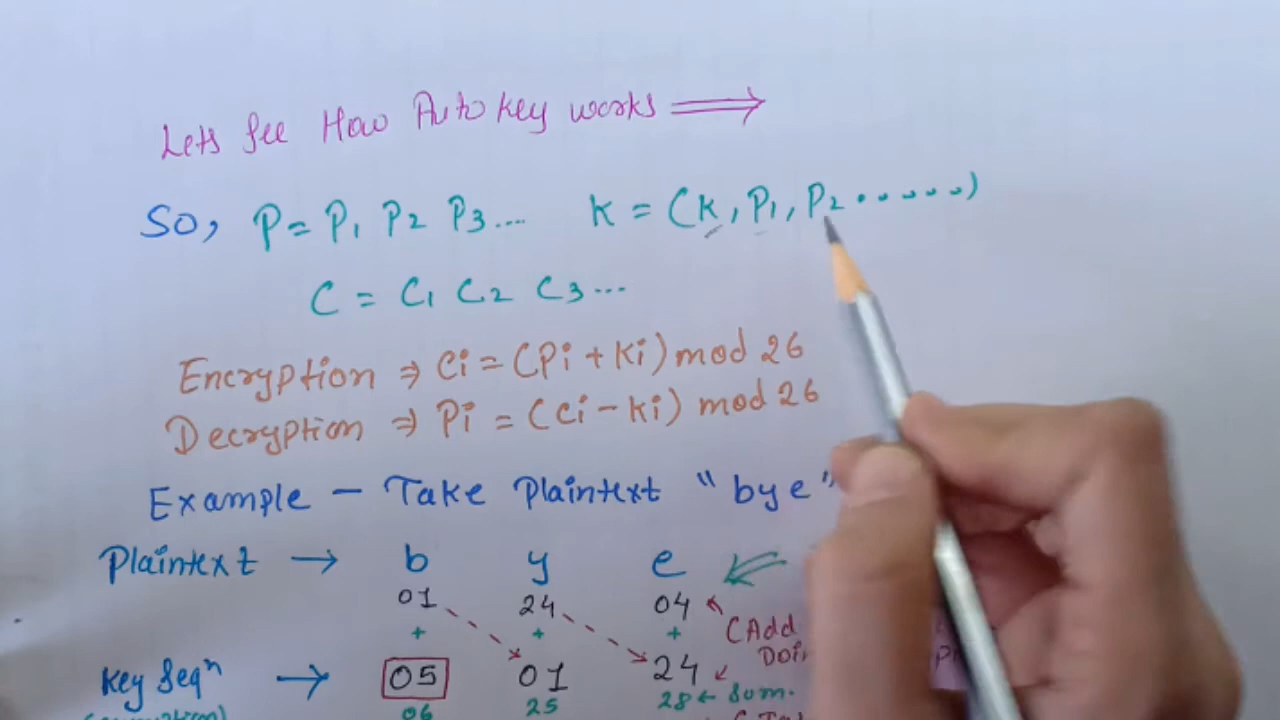 Lets See How Auto key works ⟹
So, P = P1 P2 P3.... K = (k, P1, P2......)
C = C1 C2 C3...
Encryption ⇒ Ci = (Pi + Ki) mod 26
Decryption ⇒ Pi = (Ci - Ki) mod 26
Example - Take Plaintext "bye"
Plaintext → b y e
01 24 04
+ + + (Add
Key Seqn → 05 01 24
06 25 28 ← Sum.